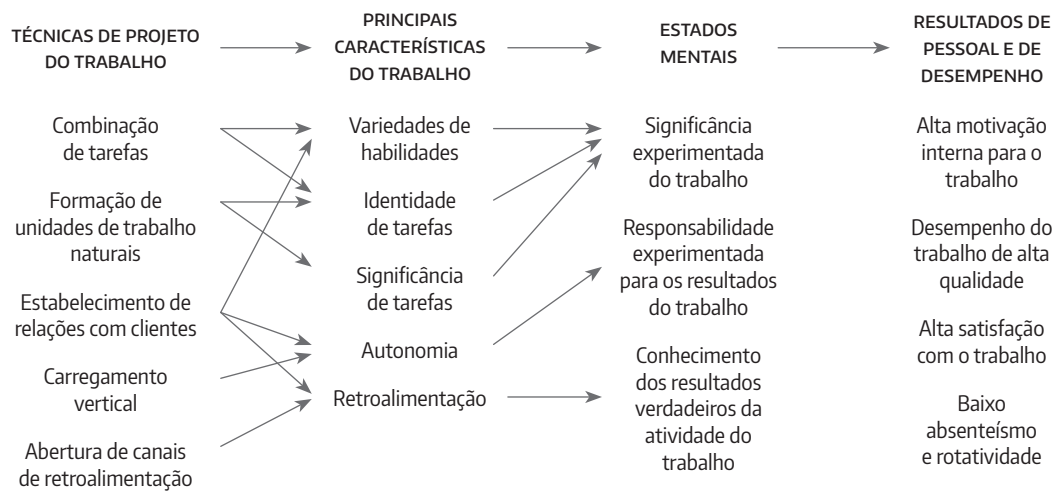 TÉCNICAS DE PROJETO
DO TRABALHO
PRINCIPAIS
CARACTERÍSTICAS
DO TRABALHO
ESTADOS
MENTAIS
RESULTADOS DE
PESSOAL E DE
DESEMPENHO
Combinação
de tarefas
Formação de
unidades de trabalho
naturais
Estabelecimento de
relações com clientes
Carregamento
vertical
Abertura de canais
de retroalimentação
Variedades de
habilidades
Identidade
de tarefas
Significância
de tarefas
Autonomia
Retroalimentação
Significância
experimentada
do trabalho
Responsabilidade
experimentada
para os resultados
do trabalho
Conhecimento
dos resultados
verdadeiros da
atividade do
trabalho
Alta motivação
interna para o
trabalho
Desempenho do
trabalho de alta
qualidade
Alta satisfação
com o trabalho
Baixo
absenteísmo
e rotatividade